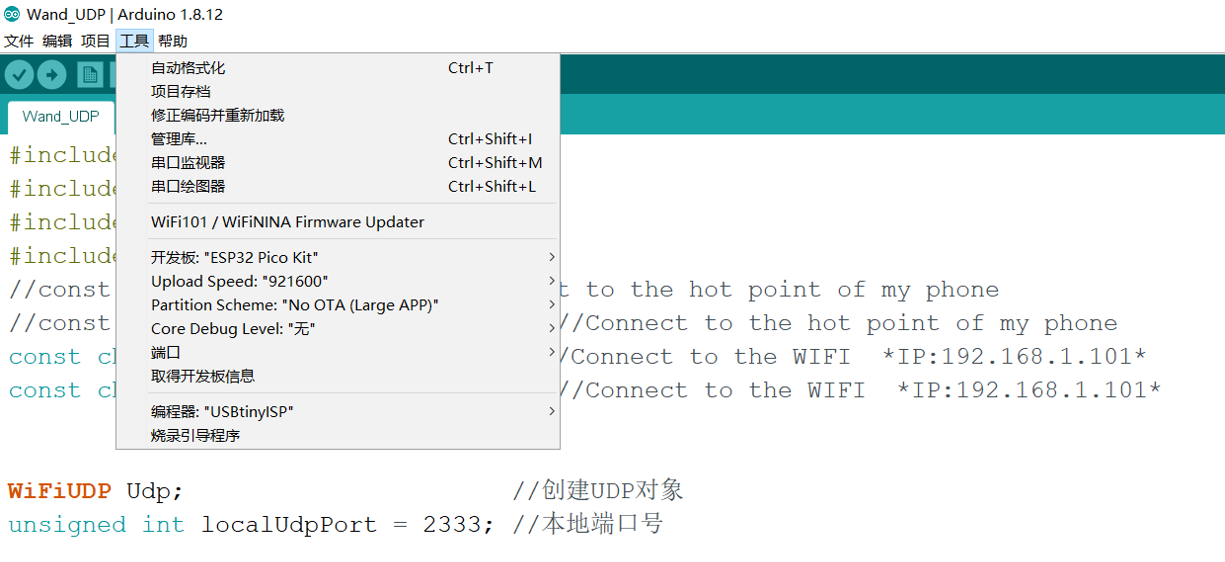 Wand_UDP | Arduino 1.8.12
文件 编辑 项目 工具 帮助
自动格式化 Ctrl+T
项目存档
修正编码并重新加载
管理库... Ctrl+Shift+I
串口监视器 Ctrl+Shift+M
串口绘图器 Ctrl+Shift+L
WiFi101 / WiFiNINA Firmware Updater
开发板: "ESP32 Pico Kit"
Upload Speed: "921600"
Partition Scheme: "No OTA (Large APP)"
Core Debug Level: "无"
端口
取得开发板信息
编程器: "USBtinyISP"
烧录引导程序
Wand_UDP
#include
#include
#include
#include
//const t to the hot point of my phone
//const //Connect to the hot point of my phone
const /Connect to the WIFI *IP:192.168.1.101*
const //Connect to the WIFI *IP:192.168.1.101*
WiFiUDP Udp; //创建UDP对象
unsigned int localUdpPort = 2333; //本地端口号